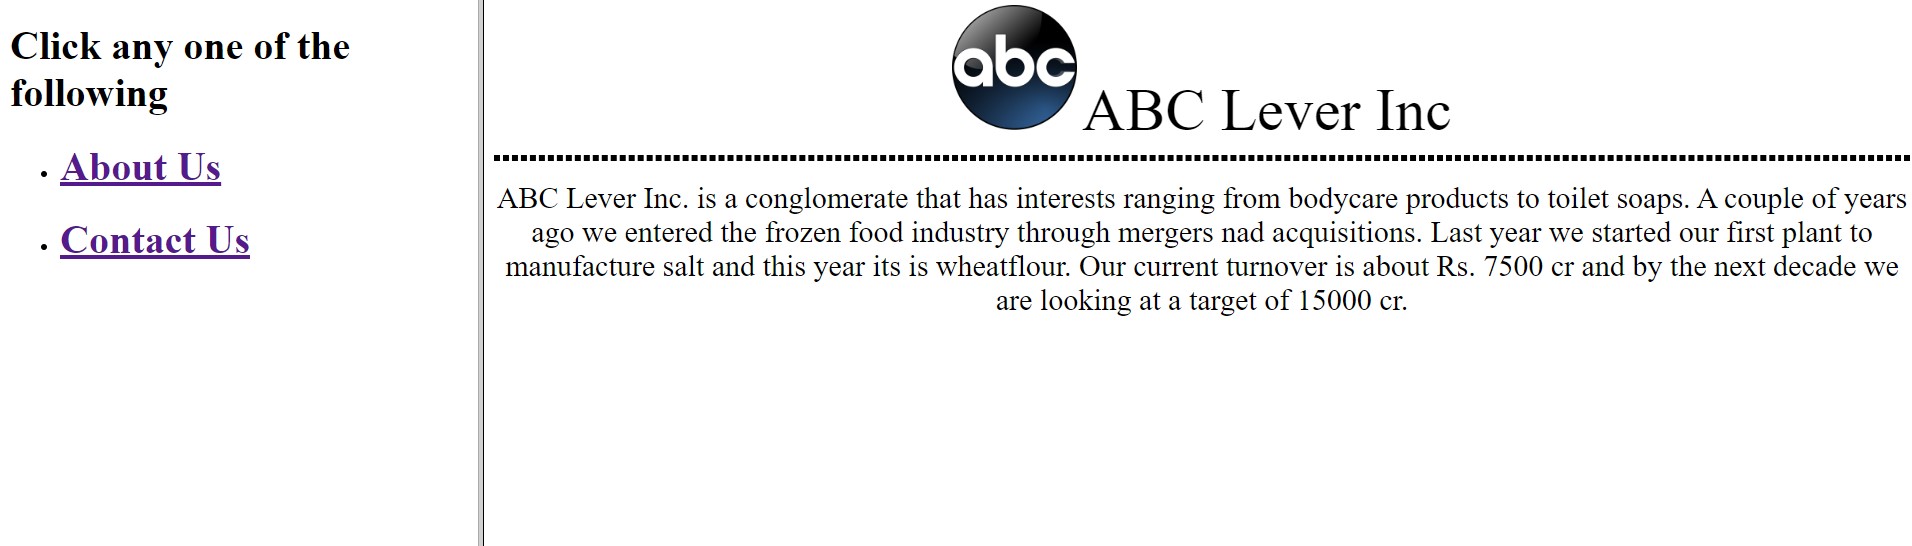 Click any one of the
following
About Us
Contact Us
abc
ABC Lever Inc
ABC Lever Inc. is a conglomerate that has interests ranging from bodycare products to toilet soaps. A couple of years
ago we entered the frozen food industry through mergers nad acquisitions. Last year we started our first plant to
manufacture salt and this year its is wheatflour. Our current turnover is about Rs. 7500 cr and by the next decade we
are looking at a target of 15000 cr.